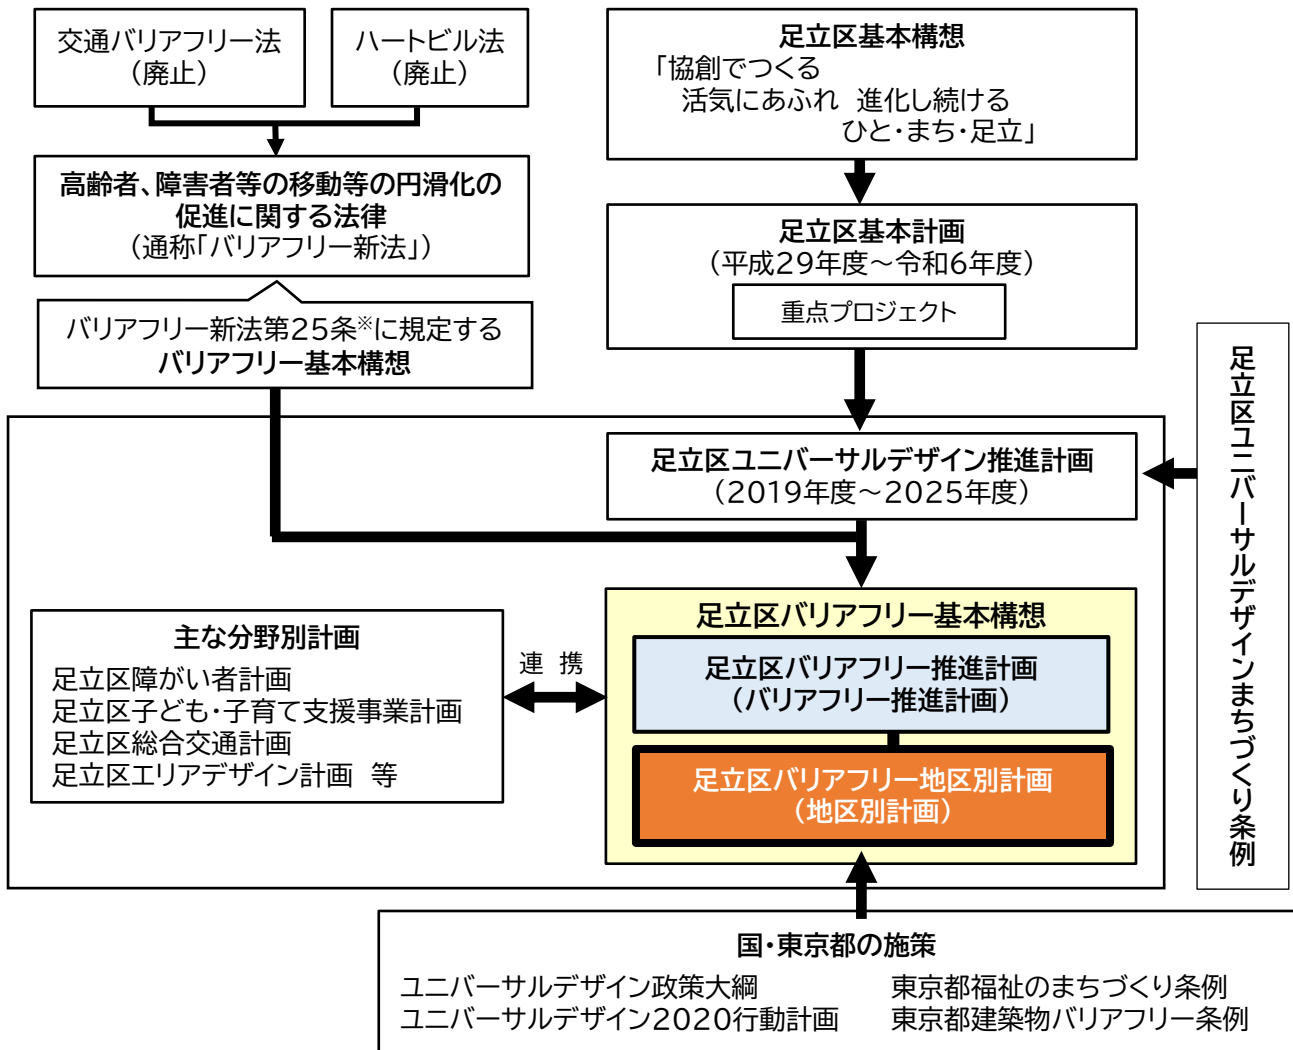 交通バリアフリー法
（廃止）
ハートビル法
（廃止）
高齢者、障害者等の移動等の円滑化の
促進に関する法律
（通称「バリアフリー新法」）
バリアフリー新法第25条※に規定する
バリアフリー基本構想
足立区基本構想
「協創でつくる
活気にあふれ 進化し続ける
ひと・まち・足立」
足立区基本計画
（平成29年度～令和6年度）
重点プロジェクト
足立区ユニバーサルデザイン推進計画
（2019年度～2025年度）
足立区ユニバーサルデザインまちづくり条例
主な分野別計画
足立区障がい者計画
足立区子ども・子育て支援事業計画
足立区総合交通計画
足立区エリアデザイン計画 等
連 携
足立区バリアフリー基本構想
足立区バリアフリー推進計画
（バリアフリー推進計画）
足立区バリアフリー地区別計画
（地区別計画）
国・東京都の施策
ユニバーサルデザイン政策大綱
ユニバーサルデザイン2020行動計画
東京都福祉のまちづくり条例
東京都建築物バリアフリー条例